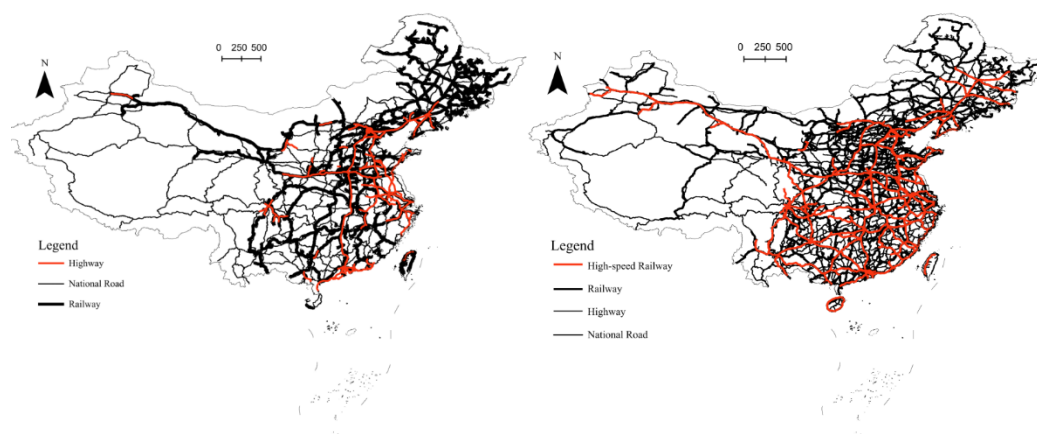 0 250 500
N
Legend
Highway
National Road
Railway
0 250 500
N
Legend
High-speed Railway
Railway
Highway
National Road